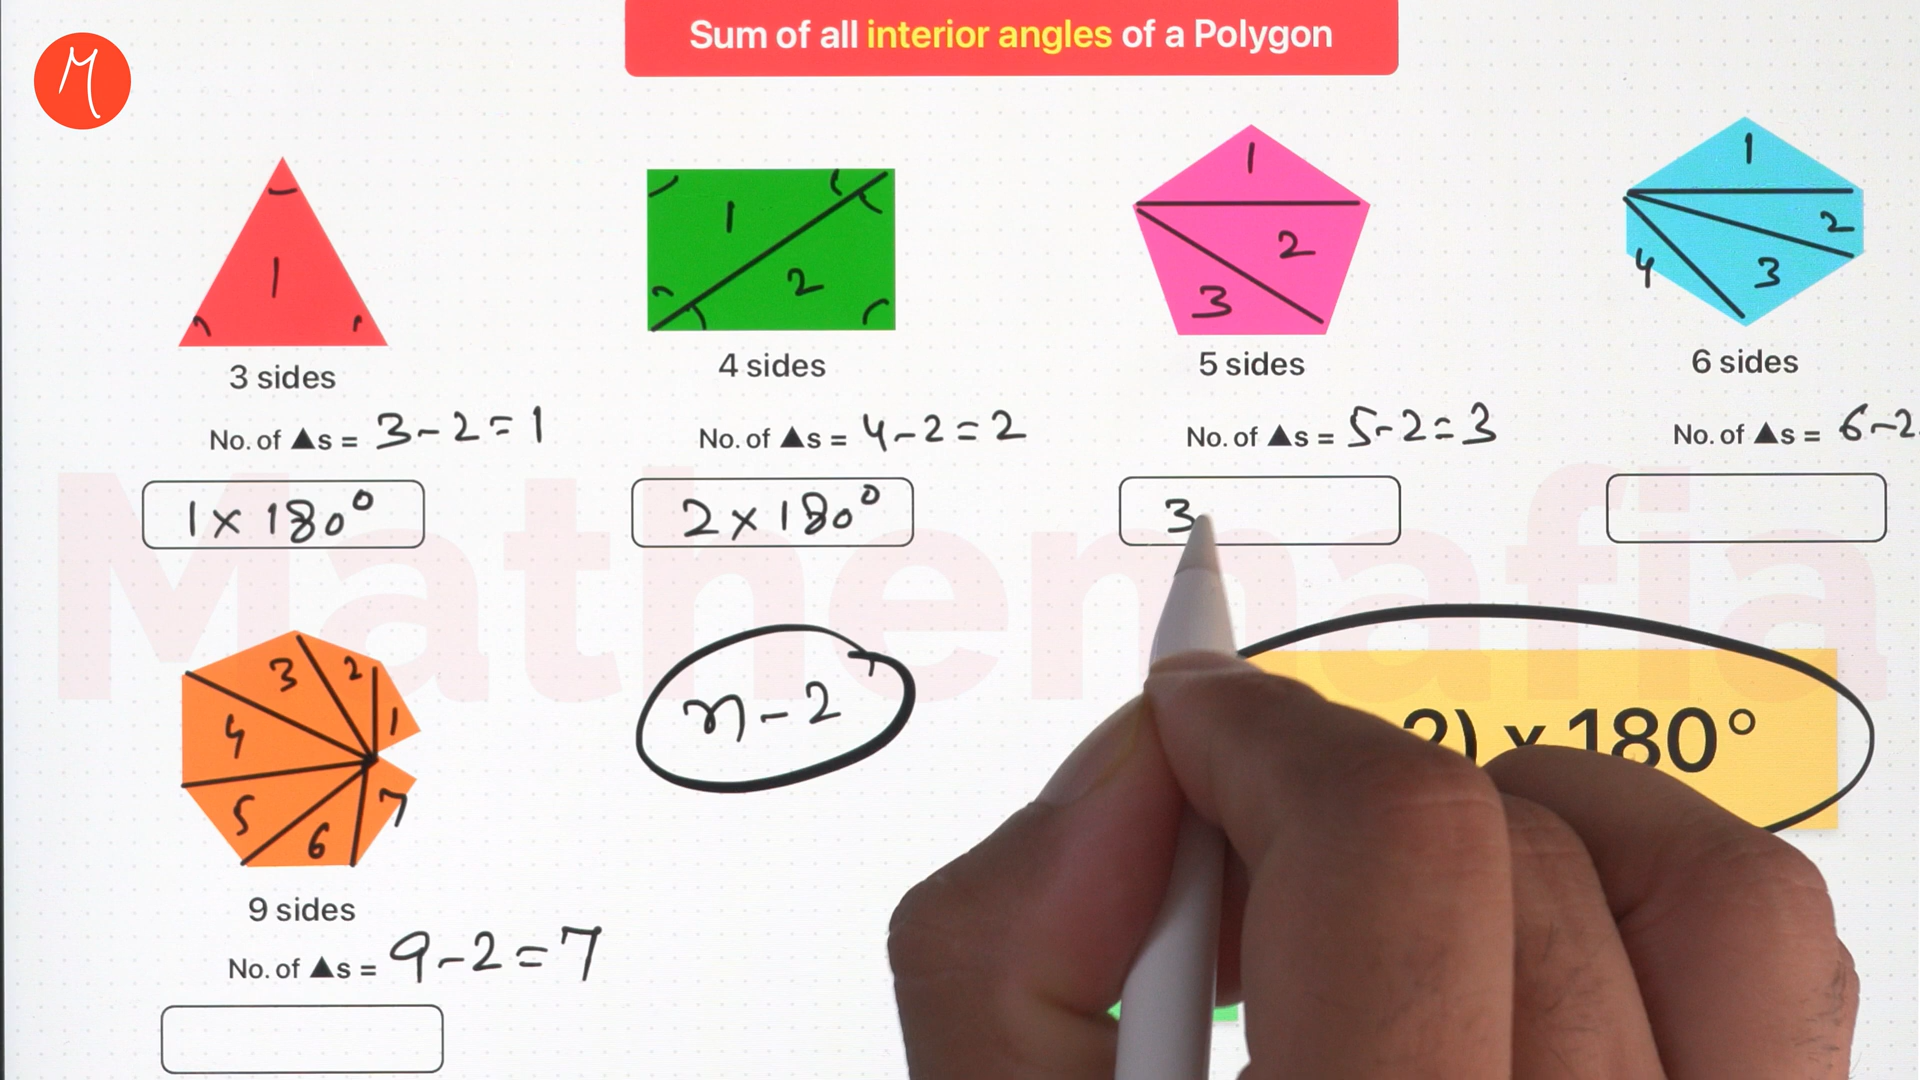 M
Sum of all interior angles of a Polygon
1
1
2
1
2
3
1
2
3
4
3 sides
4 sides
5 sides
6 sides
No. of ▲s = 3-2=1
No. of ▲s = 4-2=2
No. of ▲s = 5-2=3
No. of ▲s = 6-2
1 x 180°
2 x 180°
3
Mathemafia
3
2
1
4
5
6
7
n-2
2) x 180°
9 sides
No. of ▲s = 9-2=7